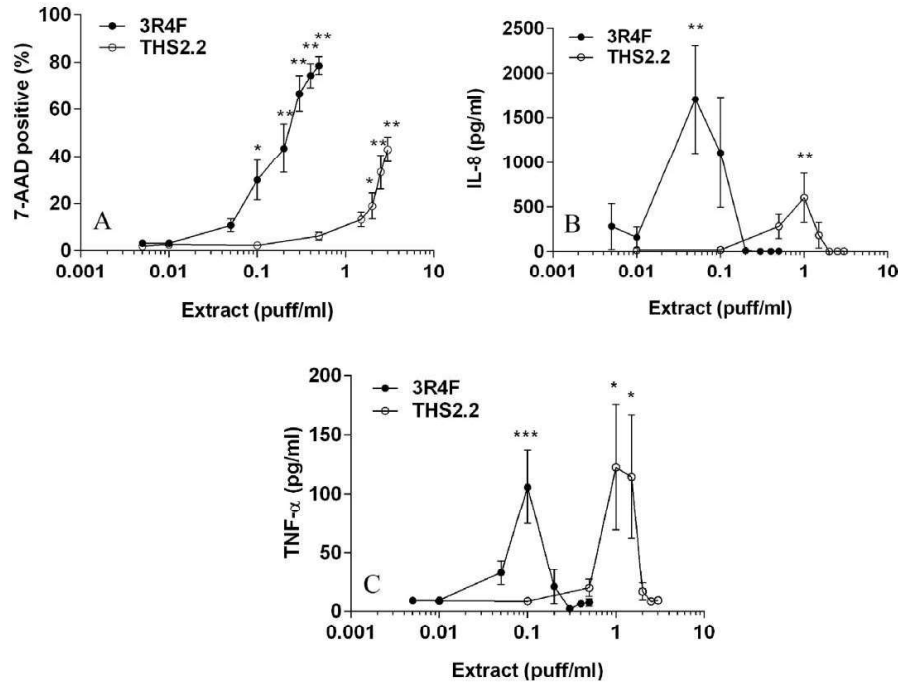 3R4F
THS2.2
7-AAD positive (%)
100
80
60
40
20
0
* ** ** ** **
* ** **
A
0.001 0.01 0.1 1 10
Extract (puff/ml)
3R4F
THS2.2
IL-8 (pg/ml)
2500
2000
1500
1000
500
0
**
**
B
0.001 0.01 0.1 1 10
Extract (puff/ml)
3R4F
THS2.2
TNF-α (pg/ml)
200
150
100
50
0
***
* *
C
0.001 0.01 0.1 1 10
Extract (puff/ml)